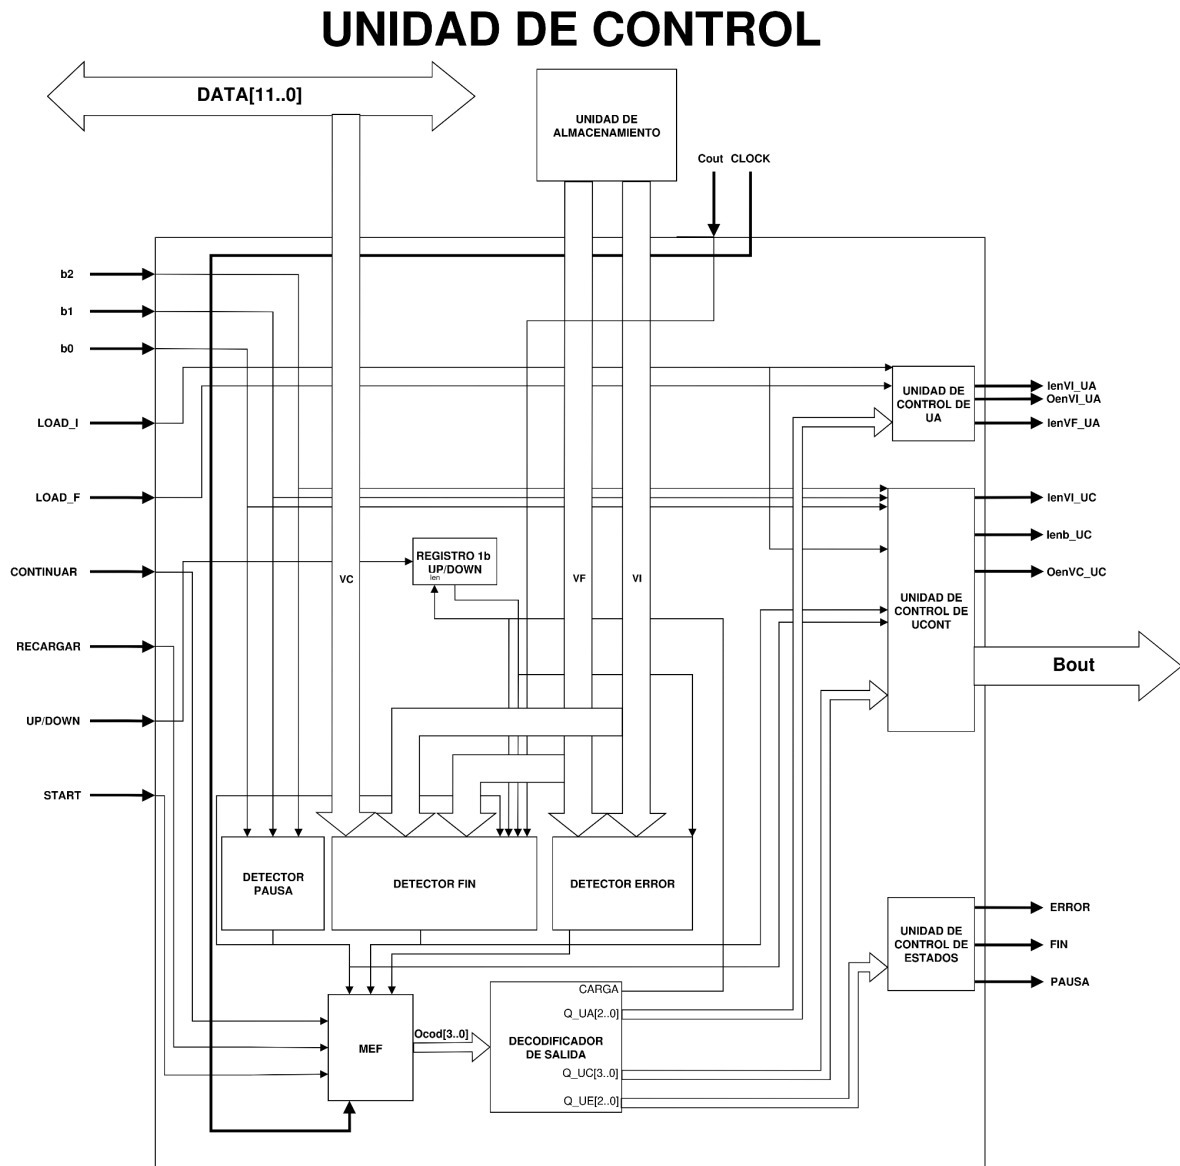 UNIDAD DE CONTROL
DATA[11..0]
UNIDAD DE
ALMACENAMIENTO
Cout CLOCK
b2
b1
b0
LOAD_I
LOAD_F
CONTINUAR
RECARGAR
UP/DOWN
START
UNIDAD DE
CONTROL DE
UA
IenVI_UA
OenVI_UA
IenVF_UA
REGISTRO 1b
UP/DOWN
Ien
VC
VF
VI
UNIDAD DE
CONTROL DE
UCONT
IenVI_UC
Ienb_UC
OenVC_UC
Bout
DETECTOR
PAUSA
DETECTOR FIN
DETECTOR ERROR
UNIDAD DE
CONTROL DE
ESTADOS
ERROR
FIN
PAUSA
MEF
Ocod[3..0]
CARGA
Q_UA[2..0]
DECODIFICADOR
DE SALIDA
Q_UC[3..0]
Q_UE[2..0]